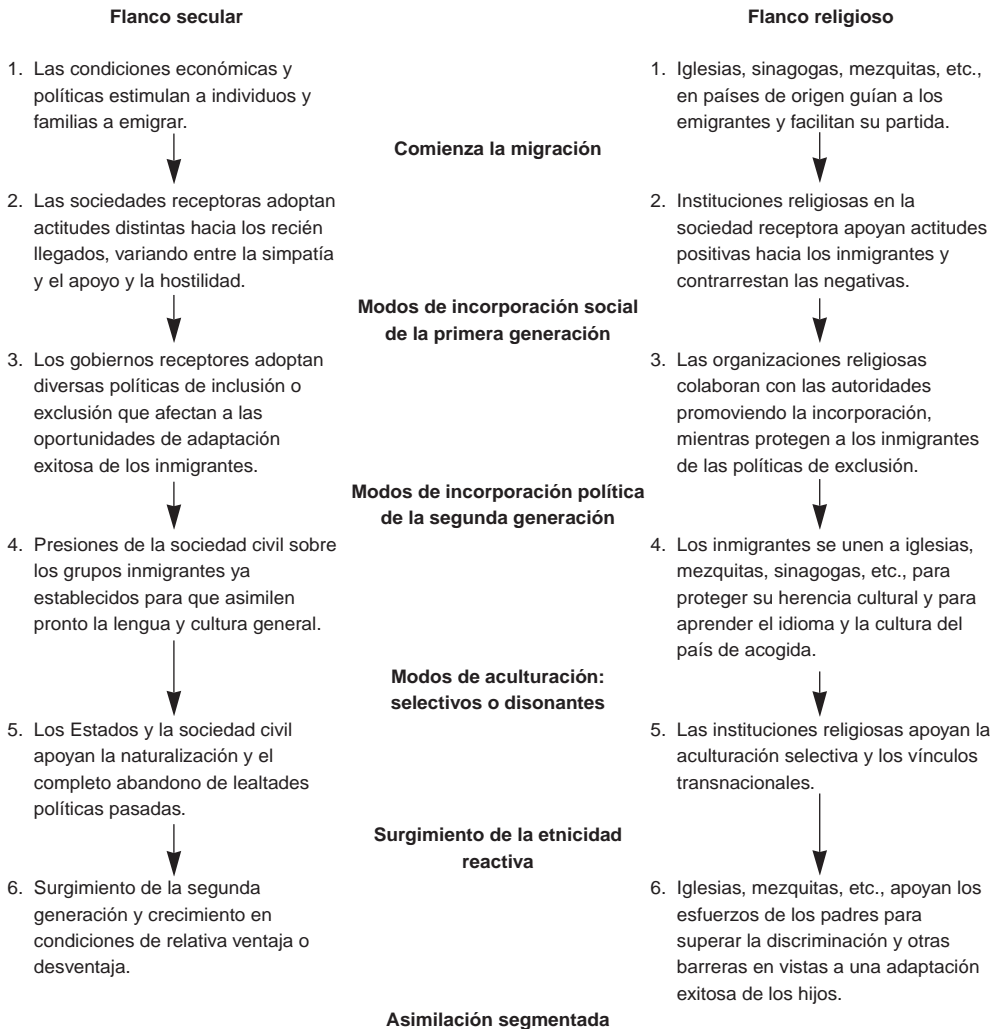 Flanco secular
Flanco religioso
1. Las condiciones económicas y
políticas estimulan a individuos y
familias a emigrar.
1. Iglesias, sinagogas, mezquitas, etc.,
en países de origen guían a los
emigrantes y facilitan su partida.
Comienza la migración
2. Las sociedades receptoras adoptan
actitudes distintas hacia los recién
llegados, variando entre la simpatía
y el apoyo y la hostilidad.
2. Instituciones religiosas en la
sociedad receptora apoyan actitudes
positivas hacia los inmigrantes y
contrarrestan las negativas.
Modos de incorporación social
de la primera generación
3. Los gobiernos receptores adoptan
diversas políticas de inclusión o
exclusión que afectan a las
oportunidades de adaptación
exitosa de los inmigrantes.
3. Las organizaciones religiosas
colaboran con las autoridades
promoviendo la incorporación,
mientras protegen a los inmigrantes
de las políticas de exclusión.
Modos de incorporación política
de la segunda generación
4. Presiones de la sociedad civil sobre
los grupos inmigrantes ya
establecidos para que asimilen
pronto la lengua y cultura general.
4. Los inmigrantes se unen a iglesias,
mezquitas, sinagogas, etc., para
proteger su herencia cultural y para
aprender el idioma y la cultura del
país de acogida.
Modos de aculturación:
selectivos o disonantes
5. Los Estados y la sociedad civil
apoyan la naturalización y el
completo abandono de lealtades
políticas pasadas.
5. Las instituciones religiosas apoyan la
aculturación selectiva y los vínculos
transnacionales.
Surgimiento de la etnicidad
reactiva
6. Surgimiento de la segunda
generación y crecimiento en
condiciones de relativa ventaja o
desventaja.
6. Iglesias, mezquitas, etc., apoyan los
esfuerzos de los padres para
superar la discriminación y otras
barreras en vistas a una adaptación
exitosa de los hijos.
Asimilación segmentada